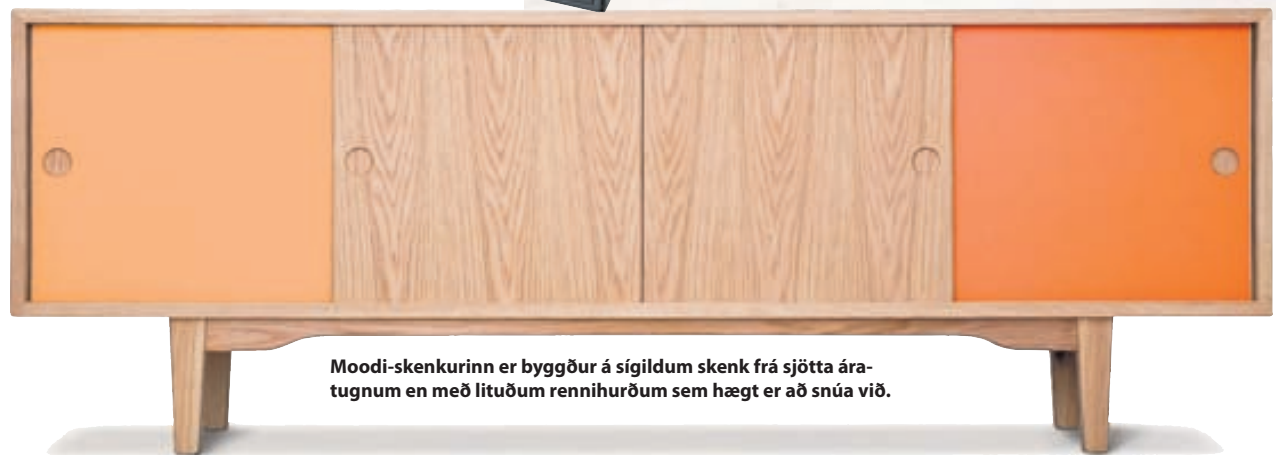 Moodi-skenkurinn er byggður á sígildum skenk frá sjötta ára-
tugnum en með lituðum rennihurðum sem hægt er að snúa við.